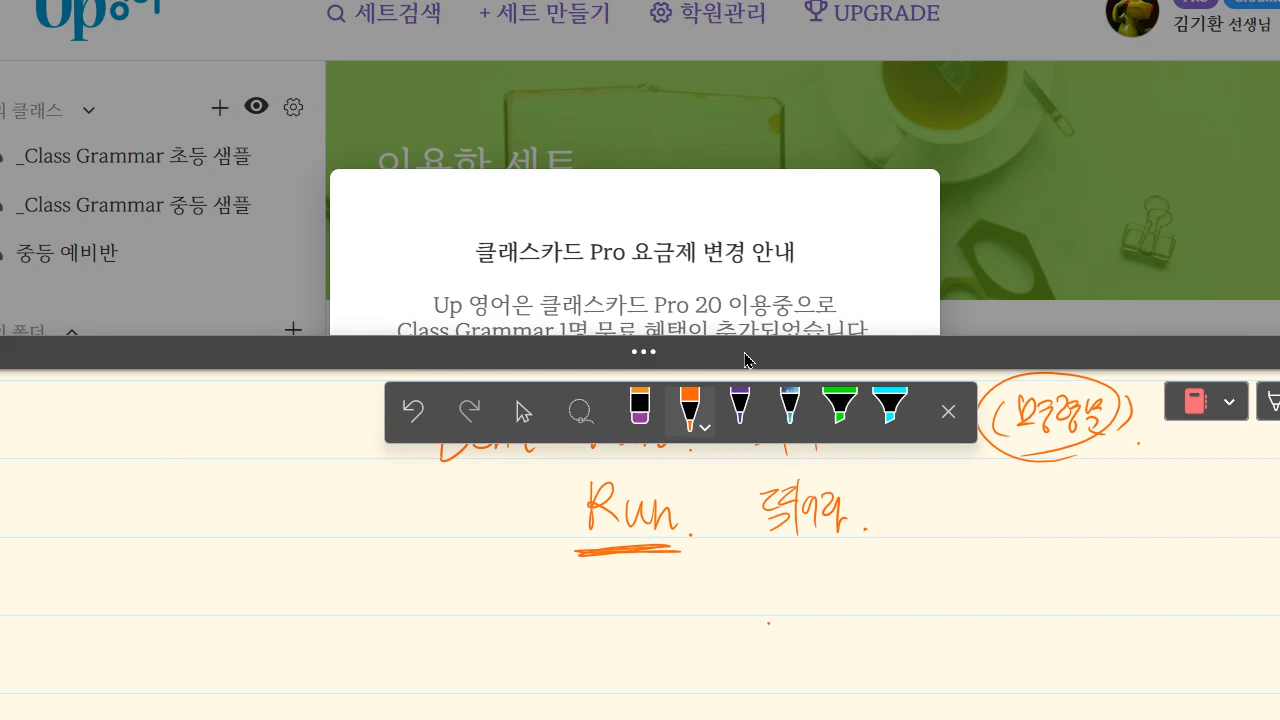 Up영어
세트검색 + 세트 만들기 학원관리 UPGRADE
김기환 선생님
의 클래스
_Class Grammar 초등 샘플
_Class Grammar 중등 샘플
중등 예비반
이용한 세트
클래스카드 Pro 요금제 변경 안내
Up 영어은 클래스카드 Pro 20 이용중으로
Class Grammar 1명 무료 혜택이 추가되었습니다
의 폴더
Run. 뛰어라.